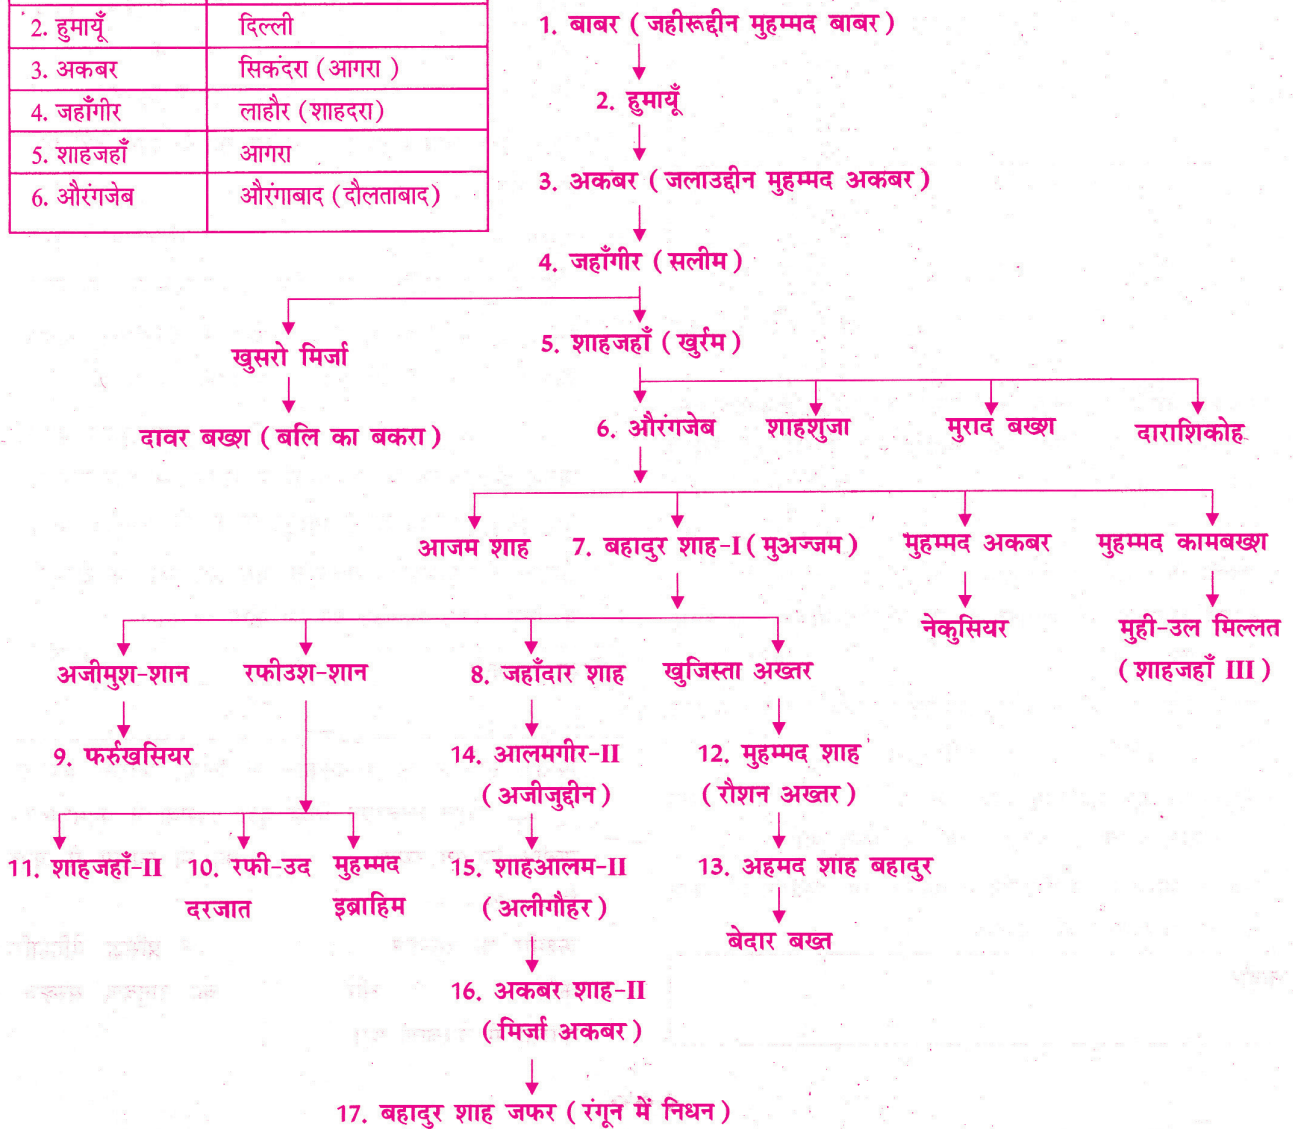 2. हुमायूँ दिल्ली
3. अकबर सिकंदरा (आगरा )
4. जहाँगीर लाहौर (शाहदरा)
5. शाहजहाँ आगरा
6. औरंगजेब औरंगाबाद (दौलताबाद)
1. बाबर ( जहीरूद्दीन मुहम्मद बाबर )
2. हुमायूँ
3. अकबर ( जलाउद्दीन मुहम्मद अकबर )
4. जहाँगीर ( सलीम )
खुसरो मिर्जा
5. शाहजहाँ ( खुर्रम )
दावर बख्श ( बलि का बकरा )
6. औरंगजेब शाहशुजा मुराद बख्श दाराशिकोह
आजम शाह 7. बहादुर शाह-I ( मुअज्जम ) मुहम्मद अकबर मुहम्मद कामबख्श
नेकुसियर मुही-उल मिल्लत
( शाहजहाँ III )
अजीमुश-शान रफीउश-शान 8. जहाँदार शाह खुजिस्ता अख्तर
9. फर्रुखसियर 14. आलमगीर-II 12. मुहम्मद शाह
( अजीजुद्दीन ) ( रौशन अख्तर )
11. शाहजहाँ-II 10. रफी-उद मुहम्मद 15. शाहआलम-II 13. अहमद शाह बहादुर
दरजात इब्राहिम ( अलीगौहर )
बेदार बख्त
16. अकबर शाह-II
( मिर्जा अकबर )
17. बहादुर शाह जफर ( रंगून में निधन )